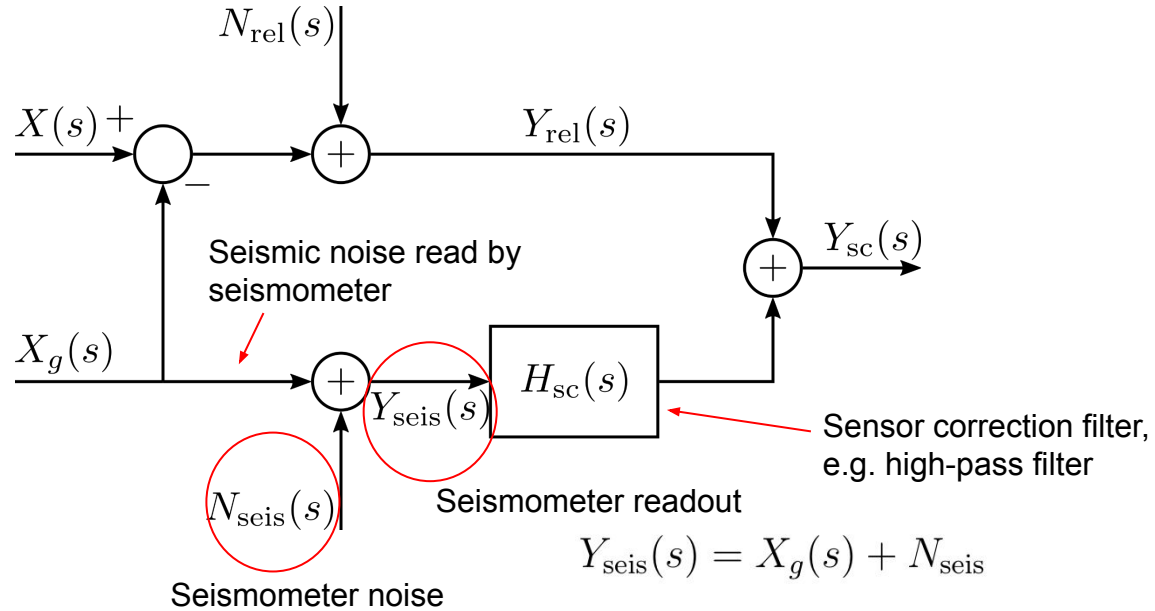 N_rel(s)
X(s) +
−
+
Y_rel(s)
Y_sc(s)
+
Seismic noise read by
seismometer
X_g(s)
+
Y_seis(s)
H_sc(s)
Sensor correction filter,
e.g. high-pass filter
N_seis(s)
Seismometer readout
Y_seis(s) = X_g(s) + N_seis
Seismometer noise